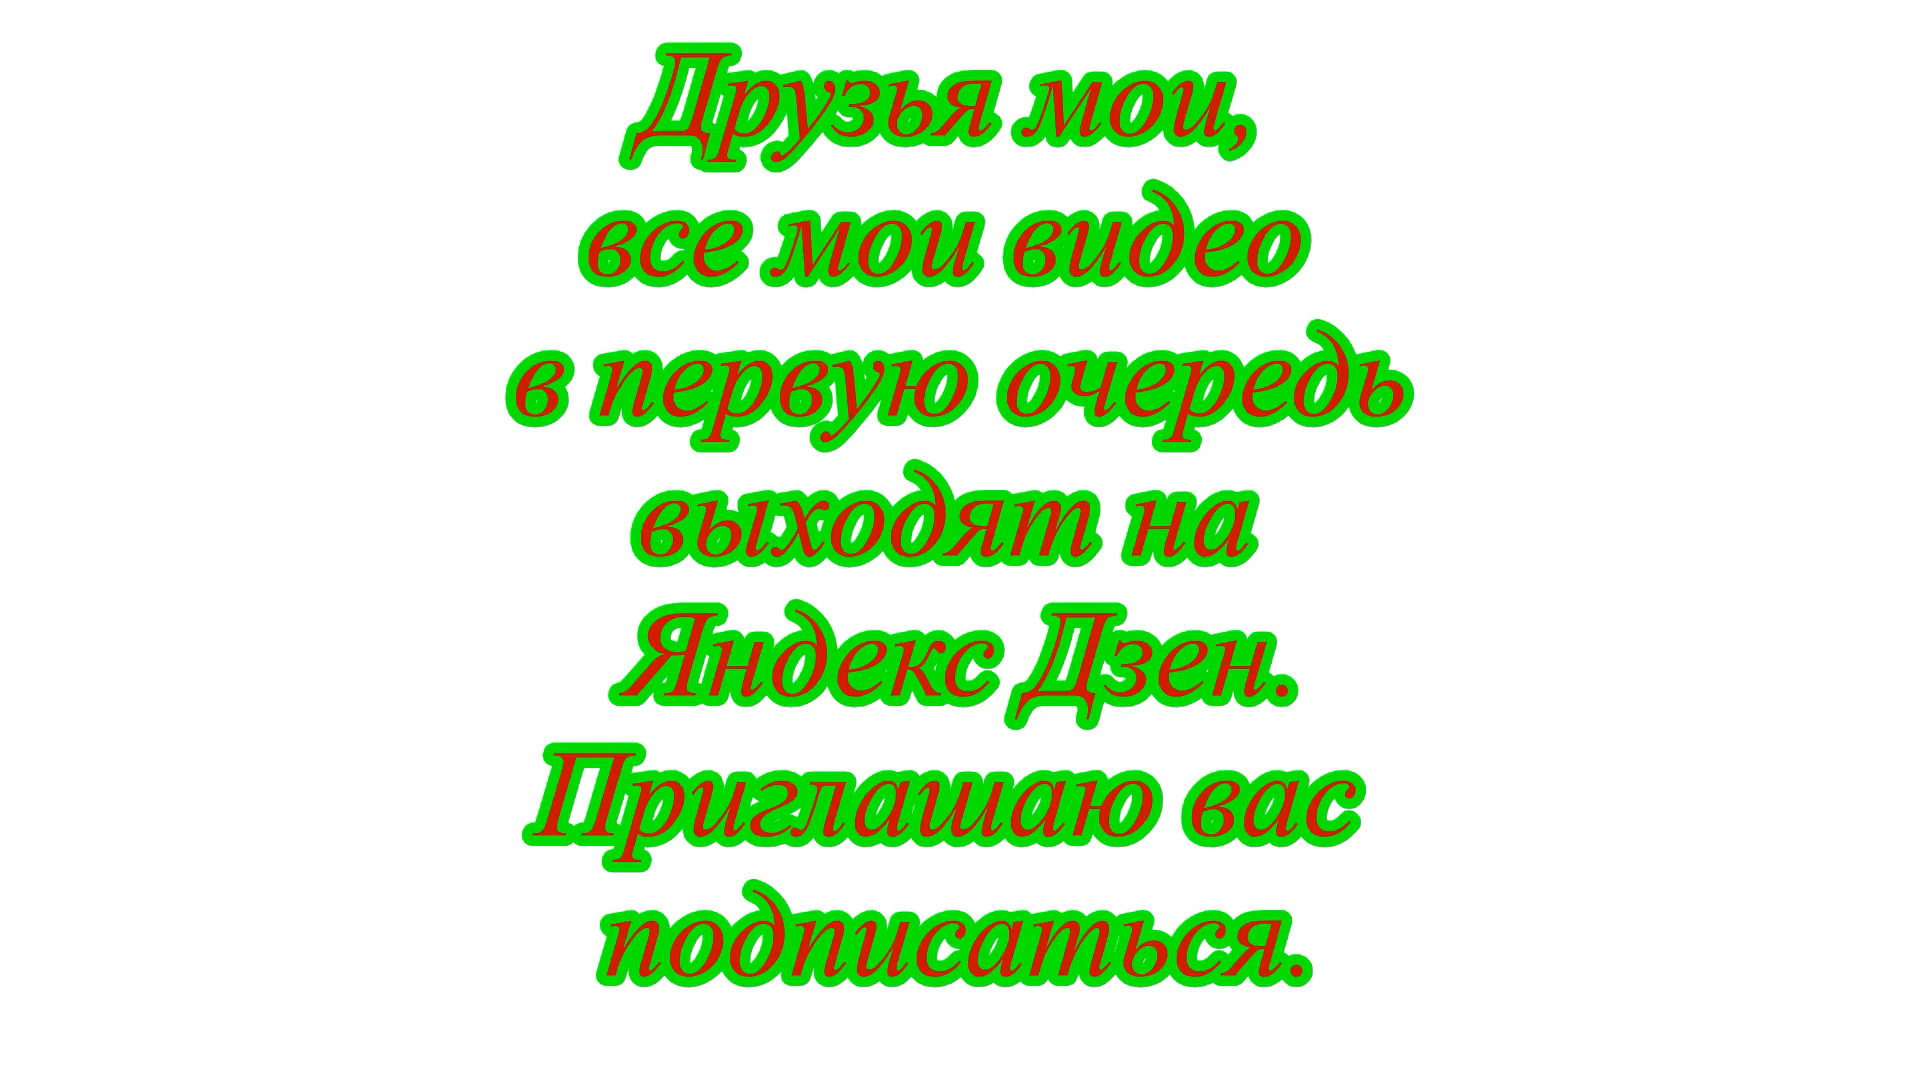 Друзья мои,
все мои видео
в первую очередь
выходят на
Яндекс Дзен.
Приглашаю вас
подписаться.